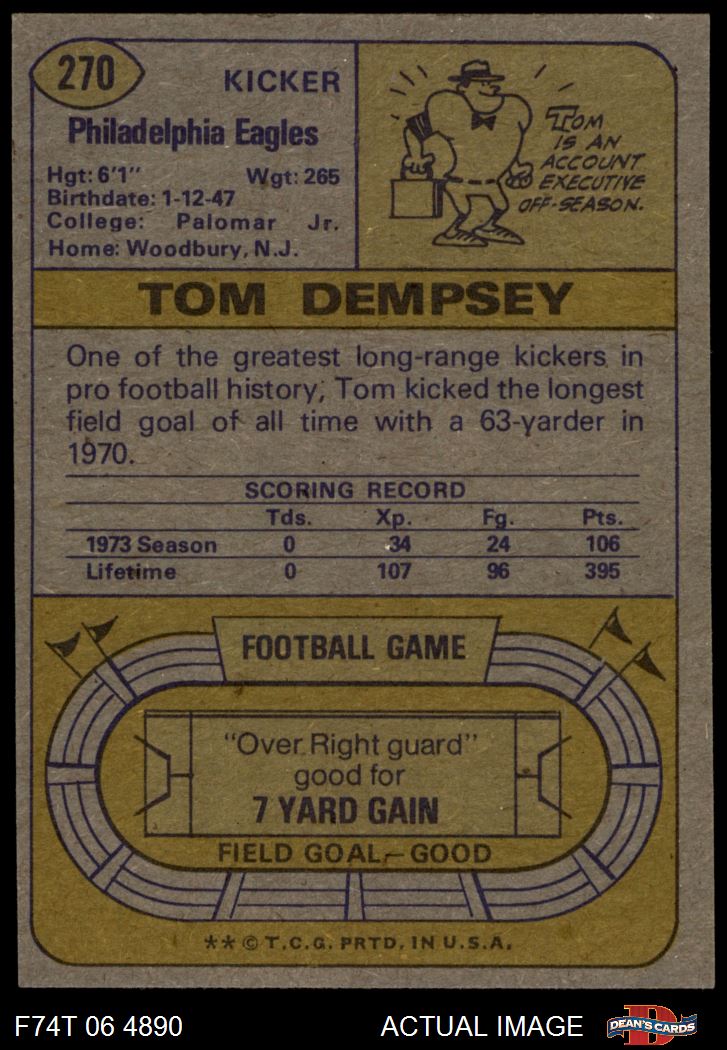 270
KICKER
Philadelphia Eagles
Hgt: 6'1" Wgt: 265
Birthdate: 1-12-47
College: Palomar Jr.
Home: Woodbury, N.J.
TOM
IS AN
ACCOUNT
EXECUTIVE
OFF-SEASON.
TOM DEMPSEY
One of the greatest long-range kickers in
pro football history, Tom kicked the longest
field goal of all time with a 63-yarder in
1970.
SCORING RECORD
Tds. Xp. Fg. Pts.
1973 Season 0 34 24 106
Lifetime 0 107 96 395
FOOTBALL GAME
"Over Right guard"
good for
7 YARD GAIN
FIELD GOAL—GOOD
** © T.C.G. PRTD. IN U.S.A.
F74T 06 4890 ACTUAL IMAGE
D
DEAN'S CARDS